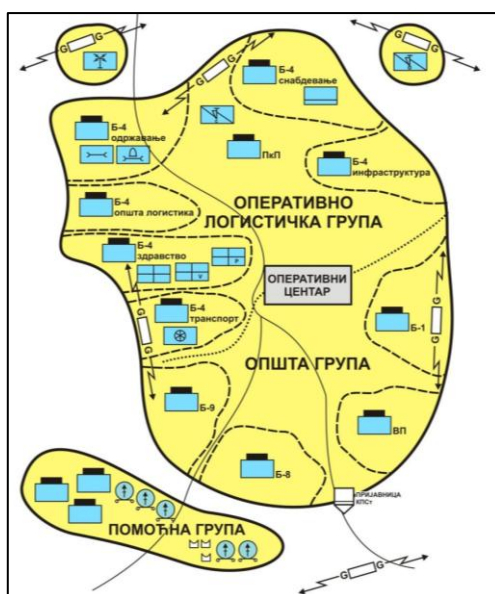 G
G
G
G
G
G
Б-4
снабдевање
Б-4
одржавање
ПкП
Б-4
инфраструктура
Б-4
општа логистика
ОПЕРАТИВНО
ЛОГИСТИЧКА ГРУПА
Б-4
здравство
Б-4
транспорт
ОПЕРАТИВНИ
ЦЕНТАР
G
G
G
G
Б-1
ОПШТА ГРУПА
Б-9
ВП
Б-8
ПРИЈАВНИЦА
КПСт
ПОМОЋНА ГРУПА
G
G